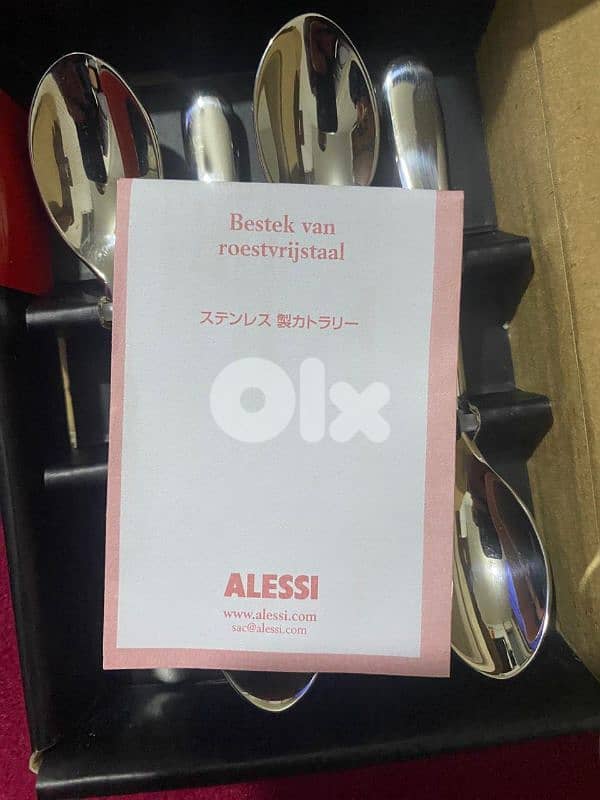 Bestek van
roestvrijstaal
ステンレス 製カトラリー
Olx
ALESSI
www.alessi.com
sac@alessi.com